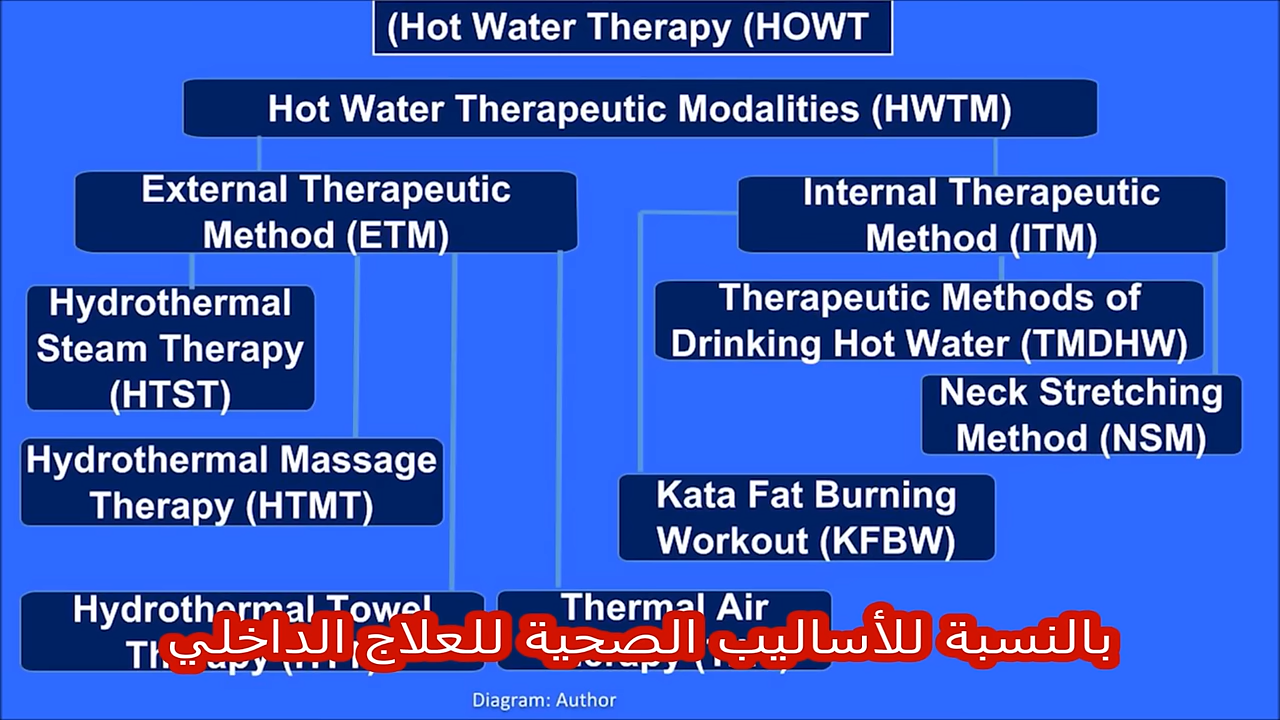 (Hot Water Therapy (HOWT
Hot Water Therapeutic Modalities (HWTM)
External Therapeutic
Method (ETM)
Internal Therapeutic
Method (ITM)
Hydrothermal
Steam Therapy
(HTST)
Therapeutic Methods of
Drinking Hot Water (TMDHW)
Neck Stretching
Method (NSM)
Hydrothermal Massage
Therapy (HTMT)
Kata Fat Burning
Workout (KFBW)
Hydrothermal Towel
Thermal Air
بالنسبة للأساليب الصحية للعلاج الداخلي
Diagram: Author